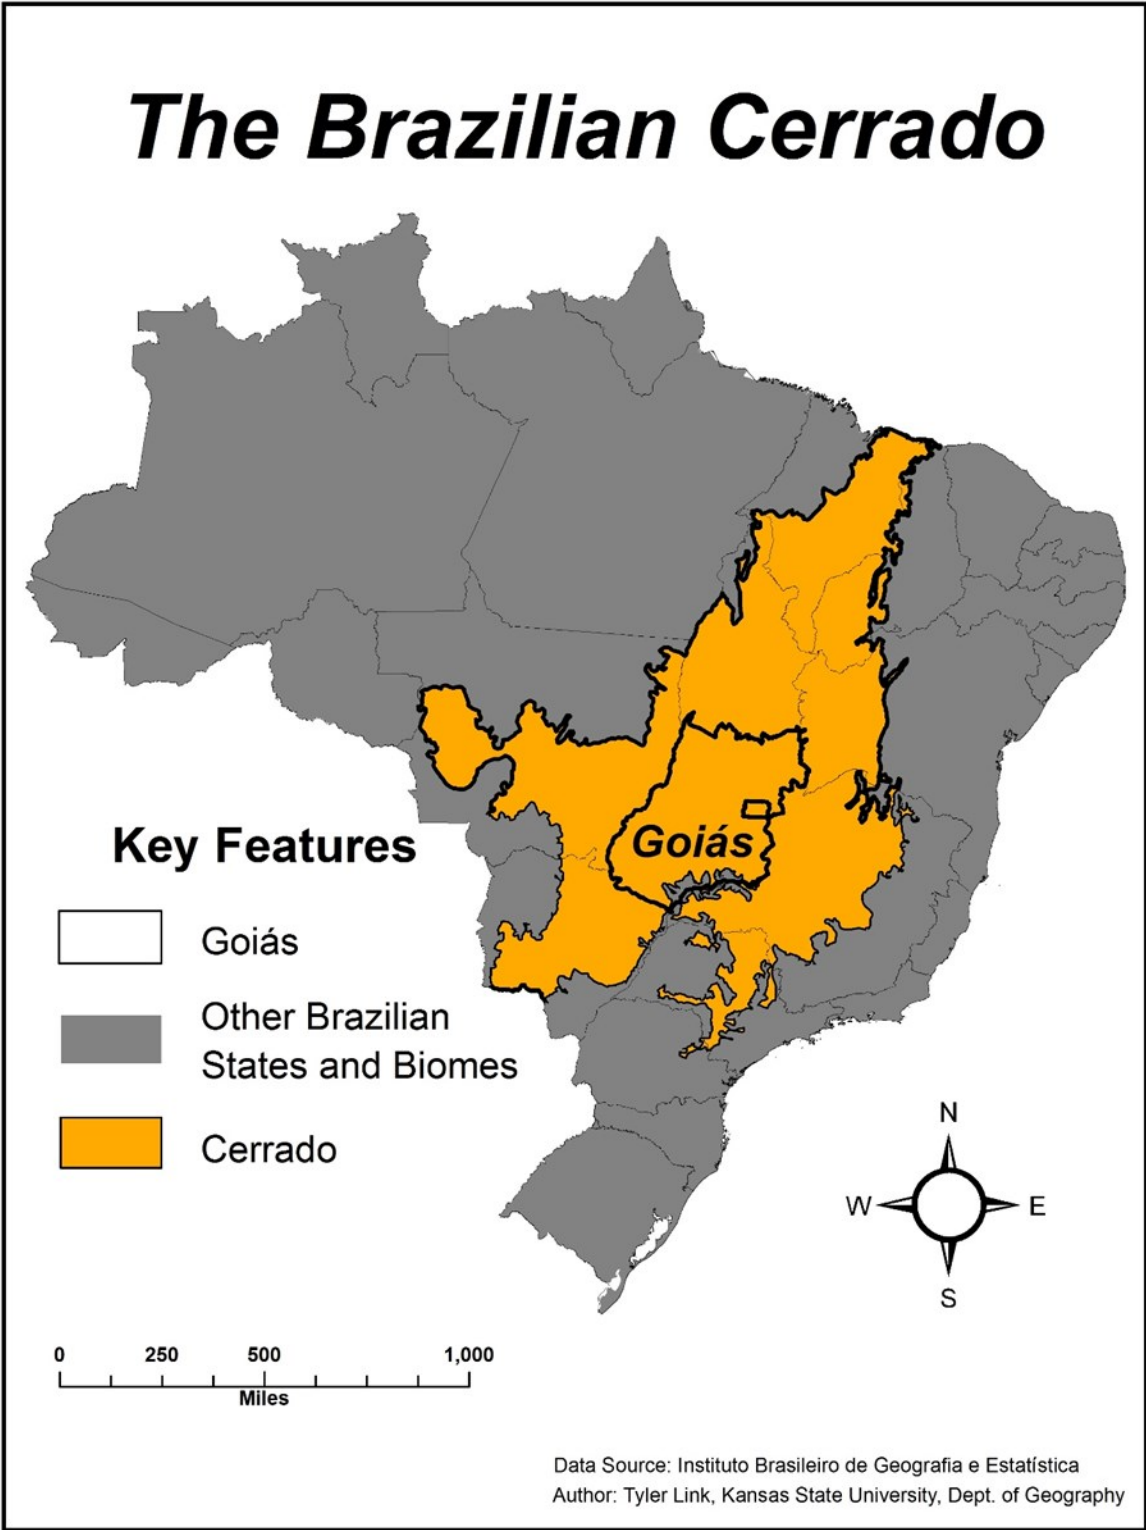 The Brazilian Cerrado
Goiás
Key Features
Goiás
Other Brazilian
States and Biomes
Cerrado
N
W
E
S
0 250 500 1,000
Miles
Data Source: Instituto Brasileiro de Geografia e Estatística
Author: Tyler Link, Kansas State University, Dept. of Geography